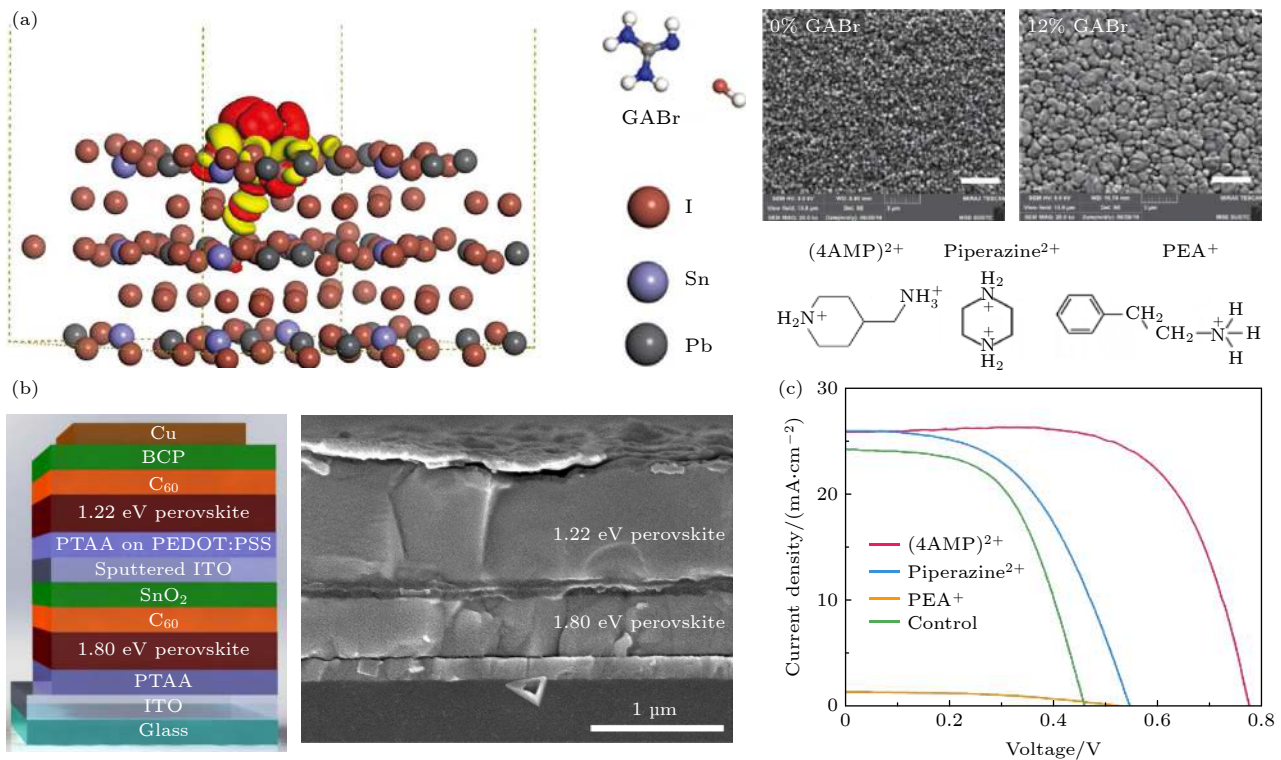 (a)
GABr
I
Sn
Pb
0% GABr
12% GABr
(4AMP)²⁺
Piperazine²⁺
PEA⁺
H₂N⁺
NH₃⁺
H₂
N
+
+
N
H₂
CH₂
CH₂
N⁺
H
H
H
(b)
Cu
BCP
C₆₀
1.22 eV perovskite
PTAA on PEDOT:PSS
Sputtered ITO
SnO₂
C₆₀
1.80 eV perovskite
PTAA
ITO
Glass
1.22 eV perovskite
1.80 eV perovskite
1 μm
(c)
Current density/(mA·cm⁻²)
30
20
10
0
(4AMP)²⁺
Piperazine²⁺
PEA⁺
Control
0
0.2
0.4
0.6
0.8
Voltage/V